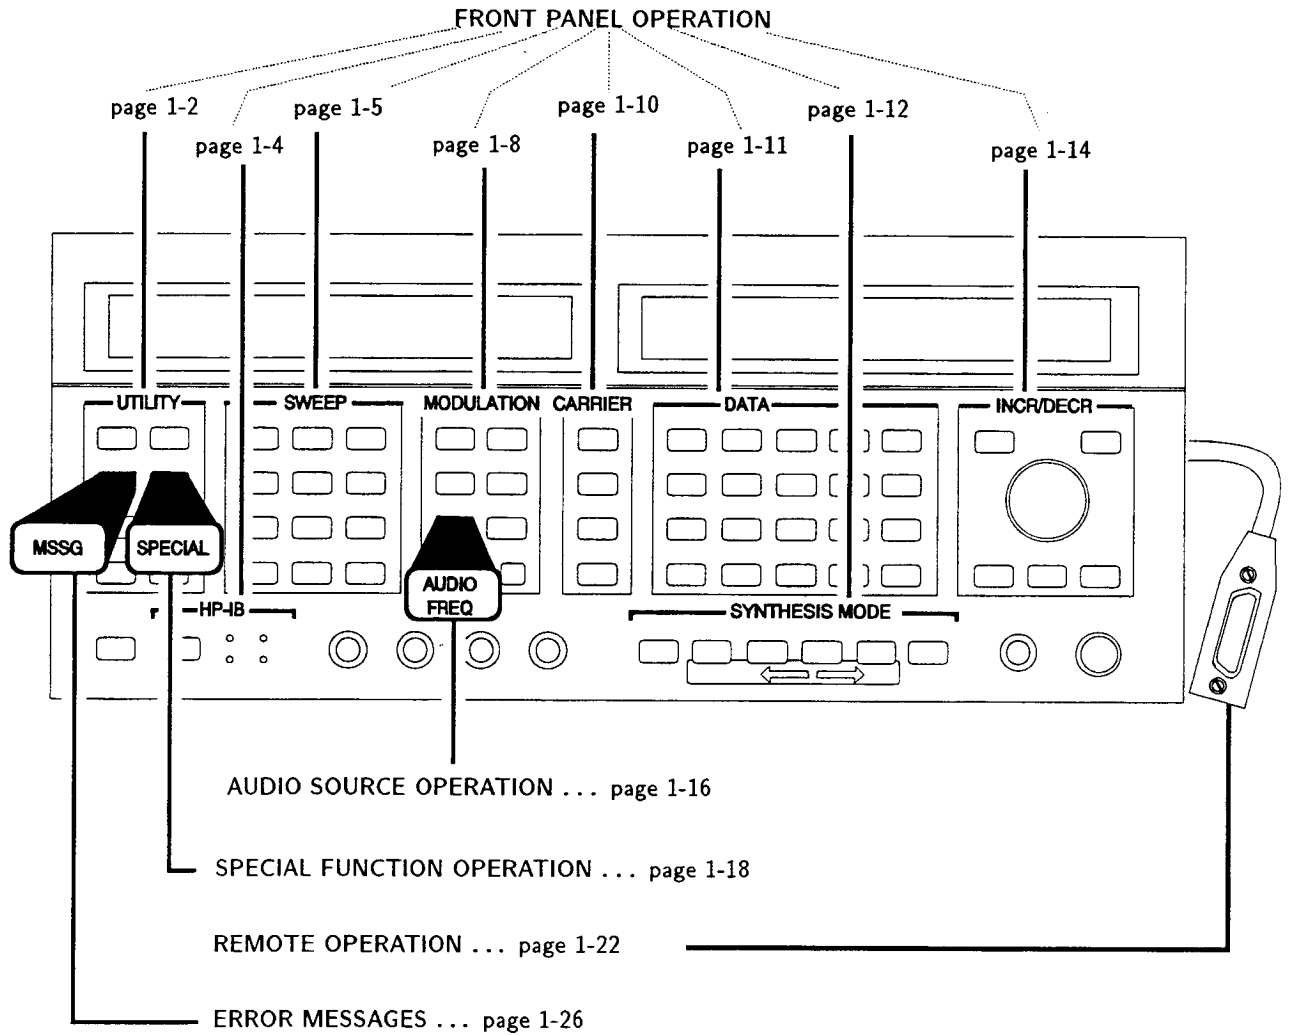 FRONT PANEL OPERATION
page 1-2
page 1-5
page 1-10
page 1-12
page 1-4
page 1-8
page 1-11
page 1-14
UTILITY
SWEEP
MODULATION
CARRIER
DATA
INCR/DECR
MSSG
SPECIAL
AUDIO
FREQ
HP-IB
SYNTHESIS MODE
AUDIO SOURCE OPERATION ... page 1-16
SPECIAL FUNCTION OPERATION ... page 1-18
REMOTE OPERATION ... page 1-22
ERROR MESSAGES ... page 1-26